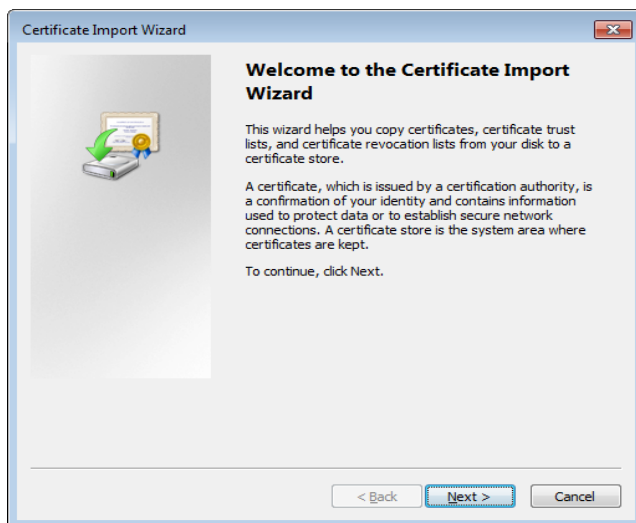 Certificate Import Wizard
Welcome to the Certificate Import
Wizard
This wizard helps you copy certificates, certificate trust
lists, and certificate revocation lists from your disk to a
certificate store.
A certificate, which is issued by a certification authority, is
a confirmation of your identity and contains information
used to protect data or to establish secure network
connections. A certificate store is the system area where
certificates are kept.
To continue, click Next.
< Back Next > Cancel